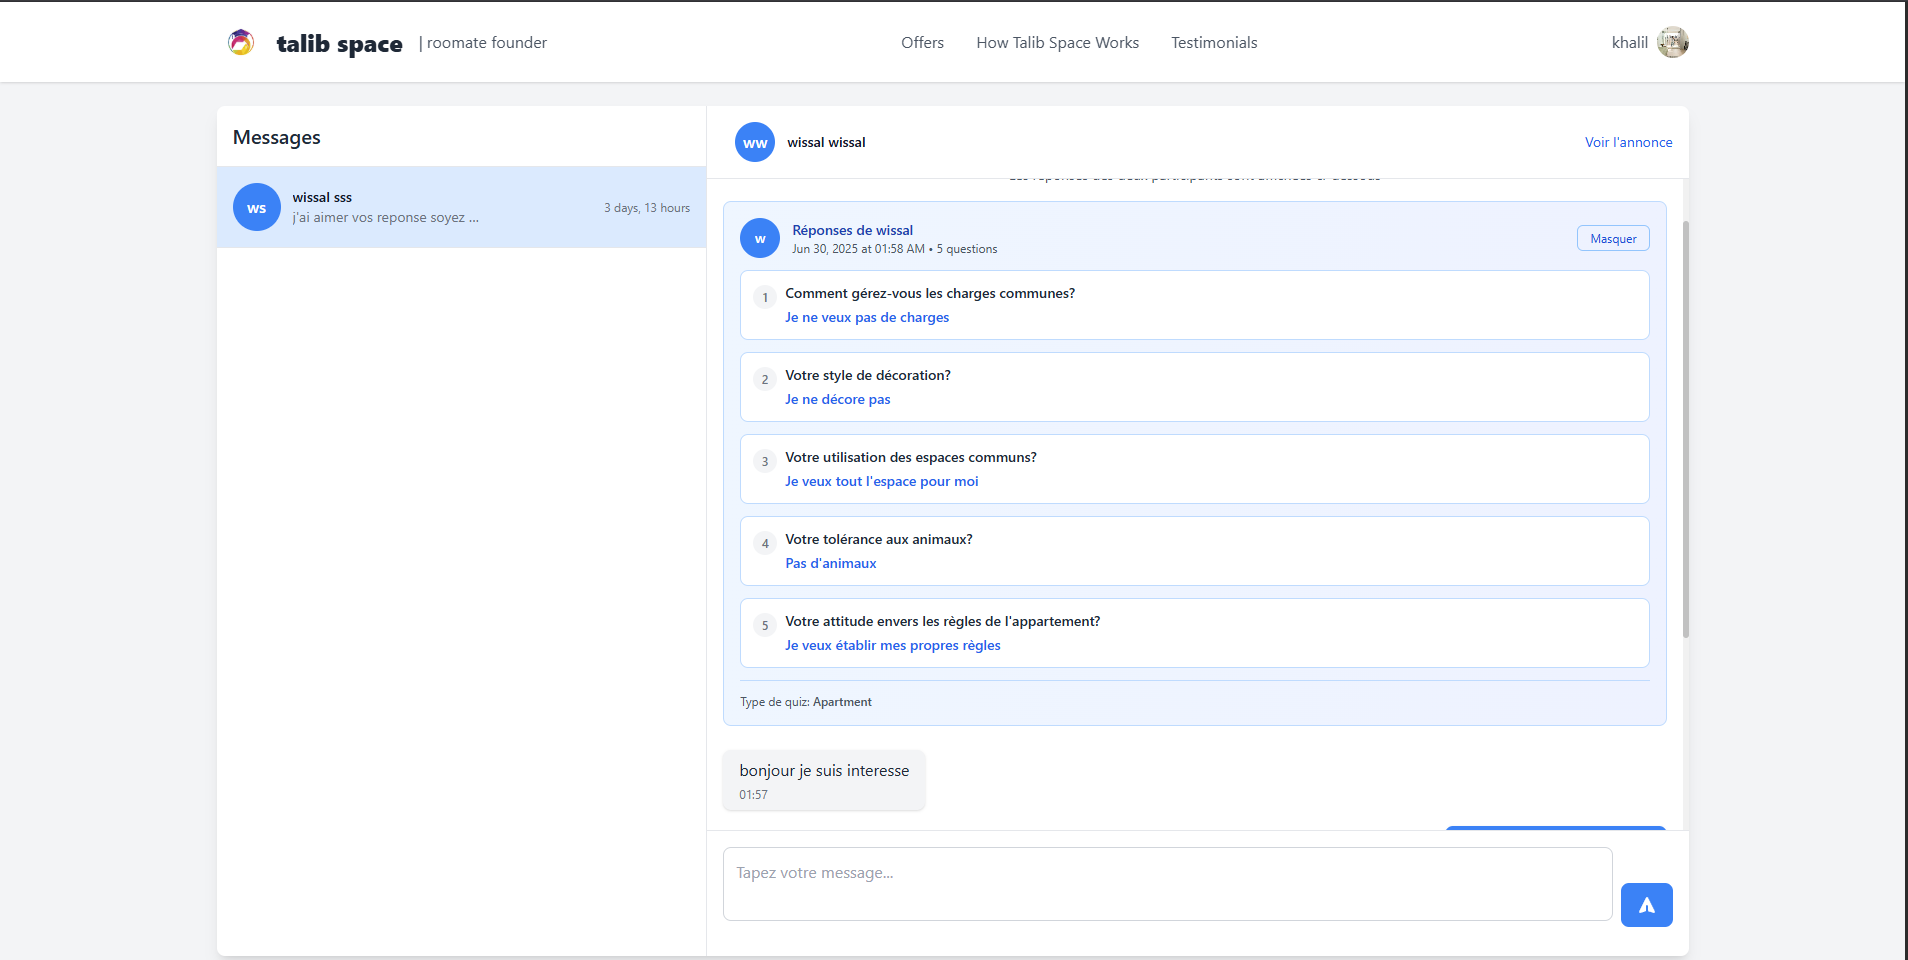 talib space | roomate founder
Offers How Talib Space Works Testimonials
khalil
Messages
ws
wissal sss
j'ai aimer vos reponse soyez ...
3 days, 13 hours
ww
wissal wissal
Voir l'annonce
w
Réponses de wissal
Jun 30, 2025 at 01:58 AM • 5 questions
Masquer
1 Comment gérez-vous les charges communes?
Je ne veux pas de charges
2 Votre style de décoration?
Je ne décore pas
3 Votre utilisation des espaces communs?
Je veux tout l'espace pour moi
4 Votre tolérance aux animaux?
Pas d'animaux
5 Votre attitude envers les règles de l'appartement?
Je veux établir mes propres règles
Type de quiz: Apartment
bonjour je suis interesse
01:57
Tapez votre message...